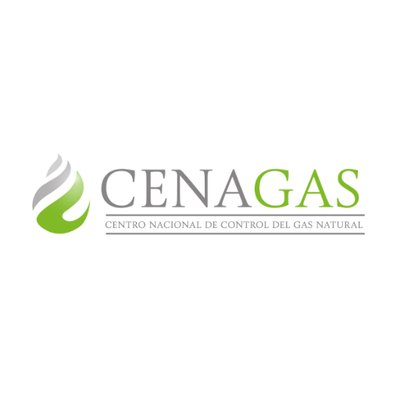 CENAGAS
CENTRO NACIONAL DE CONTROL DEL GAS NATURAL